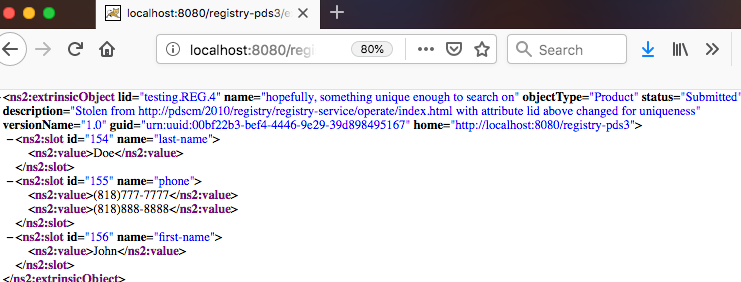 localhost:8080/registry-pds3/e
localhost:8080/reg
80%
Search
<ns2:extrinsicObject lid="testing.REG.4" name="hopefully, something unique enough to search on" objectType="Product" status="Submitted"
description="Stolen from http://pdscm/2010/registry/registry-service/operate/index.html with attribute lid above changed for uniqueness"
versionName="1.0" guid="urn:uuid:00bf22b3-bef4-4446-9e29-39d898495167" home="http://localhost:8080/registry-pds3">
−<ns2:slot id="154" name="last-name">
<ns2:value>Doe</ns2:value>
</ns2:slot>
−<ns2:slot id="155" name="phone">
<ns2:value>(818)777-7777</ns2:value>
<ns2:value>(818)888-8888</ns2:value>
</ns2:slot>
−<ns2:slot id="156" name="first-name">
<ns2:value>John</ns2:value>
</ns2:slot>
</ns2:extrinsicObject>